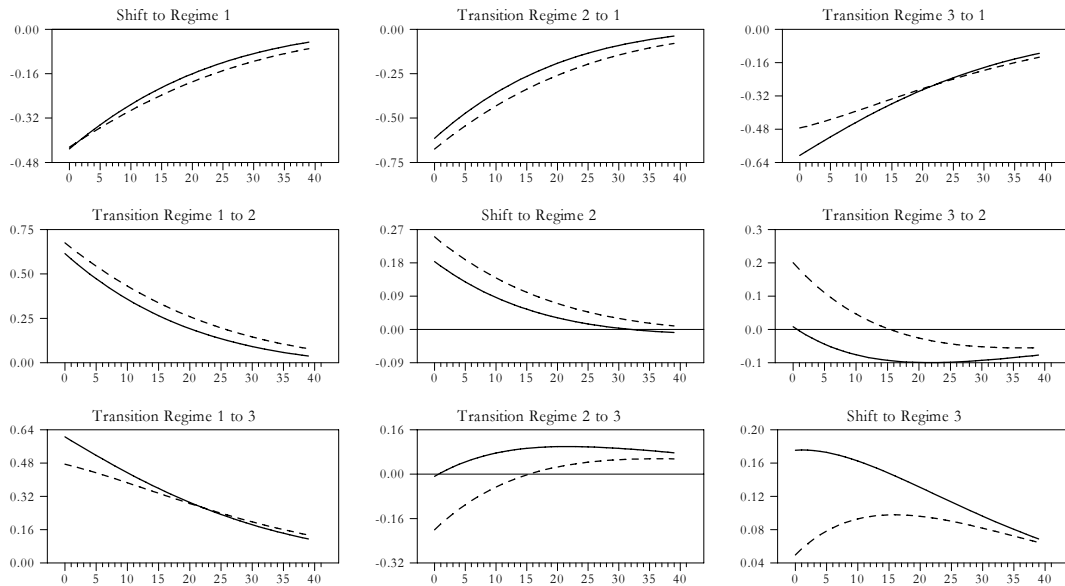 Shift to Regime 1
0.00
-0.16
-0.32
-0.48
0 5 10 15 20 25 30 35 40
Transition Regime 2 to 1
0.00
-0.25
-0.50
-0.75
0 5 10 15 20 25 30 35 40
Transition Regime 3 to 1
0.00
-0.16
-0.32
-0.48
-0.64
0 5 10 15 20 25 30 35 40
Transition Regime 1 to 2
0.75
0.50
0.25
0.00
0 5 10 15 20 25 30 35 40
Shift to Regime 2
0.27
0.18
0.09
0.00
-0.09
0 5 10 15 20 25 30 35 40
Transition Regime 3 to 2
0.3
0.2
0.1
0.0
-0.1
0 5 10 15 20 25 30 35 40
Transition Regime 1 to 3
0.64
0.48
0.32
0.16
0.00
0 5 10 15 20 25 30 35 40
Transition Regime 2 to 3
0.16
0.00
-0.16
-0.32
0 5 10 15 20 25 30 35 40
Shift to Regime 3
0.20
0.16
0.12
0.08
0.04
0 5 10 15 20 25 30 35 40